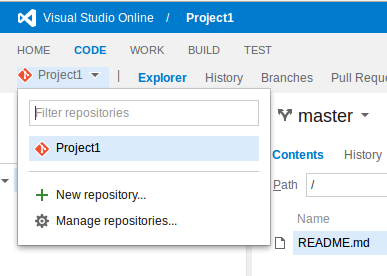 Visual Studio Online / Project1
HOME CODE WORK BUILD TEST
Project1 | Explorer History Branches Pull Reque
Filter repositories
Project1
New repository...
Manage repositories...
master
Contents History
Path /
Name
README.md